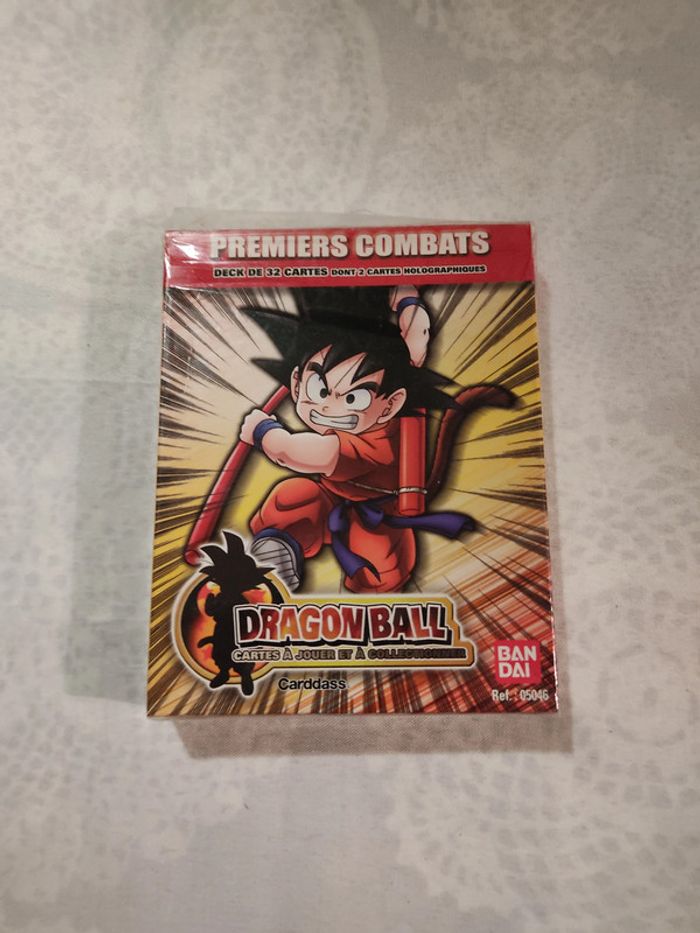 PREMIERS COMBATS
DECK DE 32 CARTES DONT 2 CARTES HOLOGRAPHIQUES
DRAGON BALL
CARTES À JOUER ET À COLLECTIONNER
Carddass
BAN
DAI
Ref. : 05046